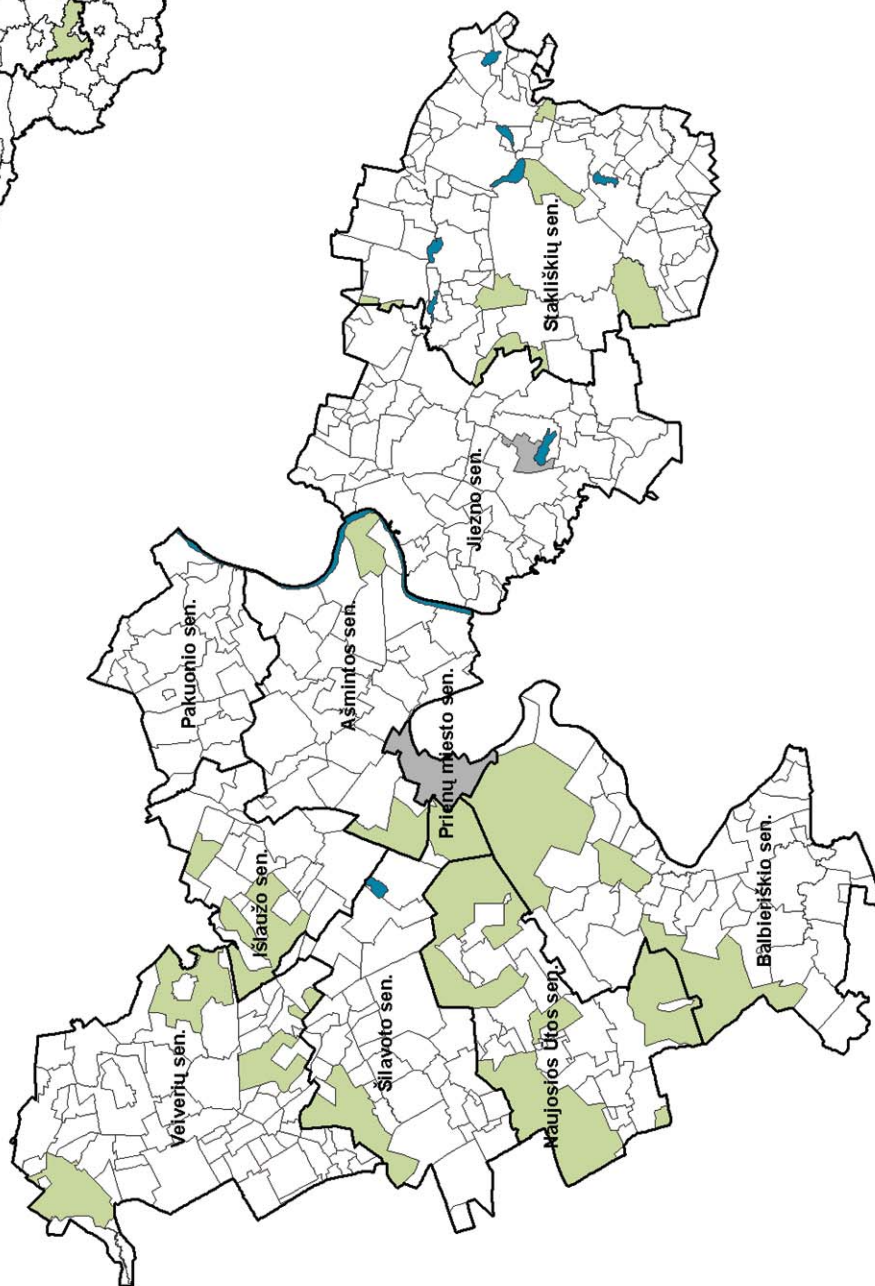 Veiverių sen.
Išlaužo sen.
Pakuonio sen.
Šilavoto sen.
Ašmintos sen.
Prienų miesto sen.
Naujosios Ūtos sen.
Balbieriškio sen.
Jiezno sen.
Stakliškių sen.